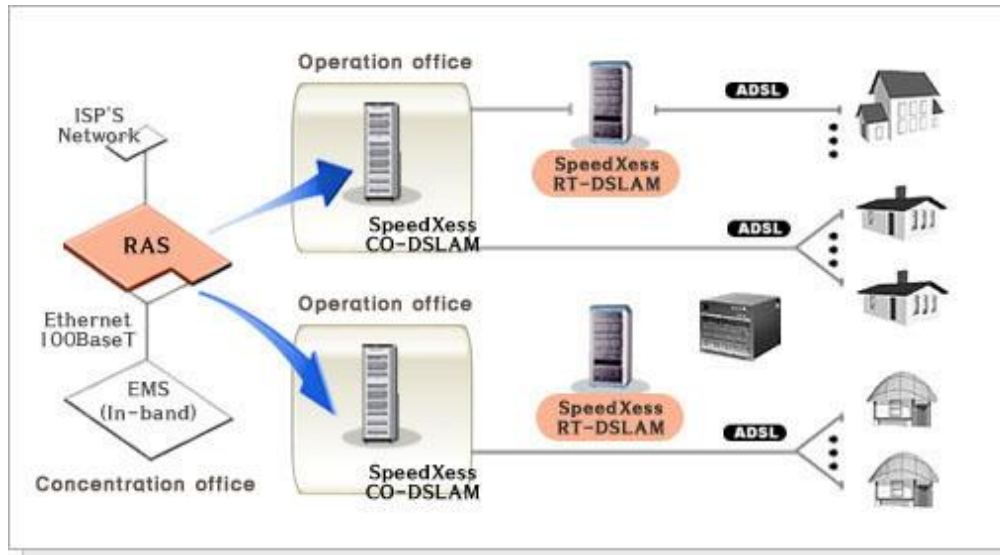 Operation office
ISP'S
Network
ADSL
SpeedXess
RT-DSLAM
SpeedXess
CO-DSLAM
ADSL
RAS
Operation office
Ethernet
100BaseT
EMS
(In-band)
SpeedXess
RT-DSLAM
ADSL
SpeedXess
CO-DSLAM
Concentration office